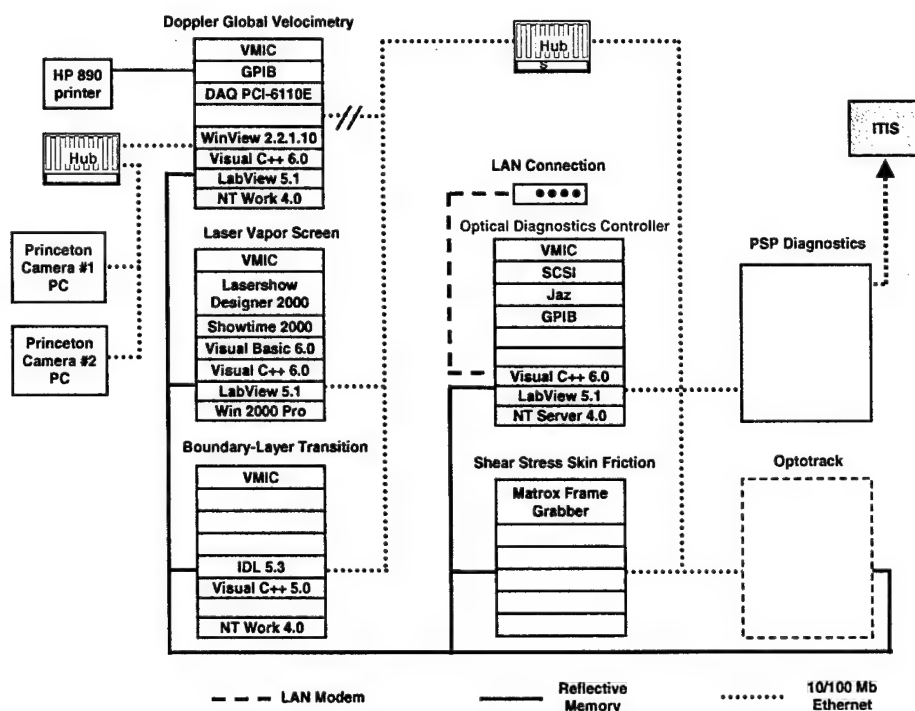 Doppler Global Velocimetry
VMIC
GPIB
DAQ PCI-6110E
WinView 2.2.1.10
Visual C++ 6.0
LabView 5.1
NT Work 4.0
HP 890
printer
Hub
Princeton
Camera #1
PC
Princeton
Camera #2
PC
Laser Vapor Screen
VMIC
Lasershow
Designer 2000
Showtime 2000
Visual Basic 6.0
Visual C++ 6.0
LabView 5.1
Win 2000 Pro
Boundary-Layer Transition
VMIC
IDL 5.3
Visual C++ 5.0
NT Work 4.0
Hub
S
LAN Connection
Optical Diagnostics Controller
VMIC
SCSI
Jaz
GPIB
Visual C++ 6.0
LabView 5.1
NT Server 4.0
Shear Stress Skin Friction
Matrox Frame
Grabber
ITIS
PSP Diagnostics
Optotrack
LAN Modem
Reflective
Memory
10/100 Mb
Ethernet